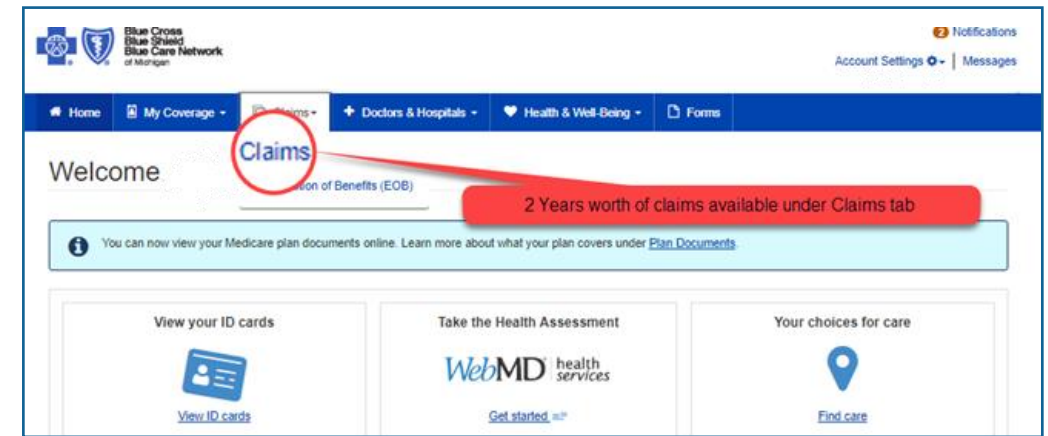 Blue Cross
Blue Shield
Blue Care Network
of Michigan
2 Notifications
Account Settings | Messages
Home My Coverage Claims Doctors & Hospitals Health & Well-Being Forms
Claims
Welcome
of Benefits (EOB)
2 Years worth of claims available under Claims tab
You can now view your Medicare plan documents online. Learn more about what your plan covers under Plan Documents.
View your ID cards Take the Health Assessment Your choices for care
WebMD health services
View ID cards Get started Find care